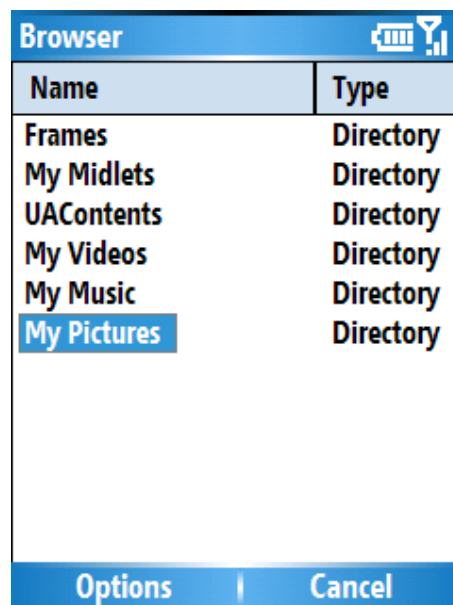 Browser
Name Type
Frames Directory
My Midlets Directory
UAContents Directory
My Videos Directory
My Music Directory
My Pictures Directory
Options Cancel